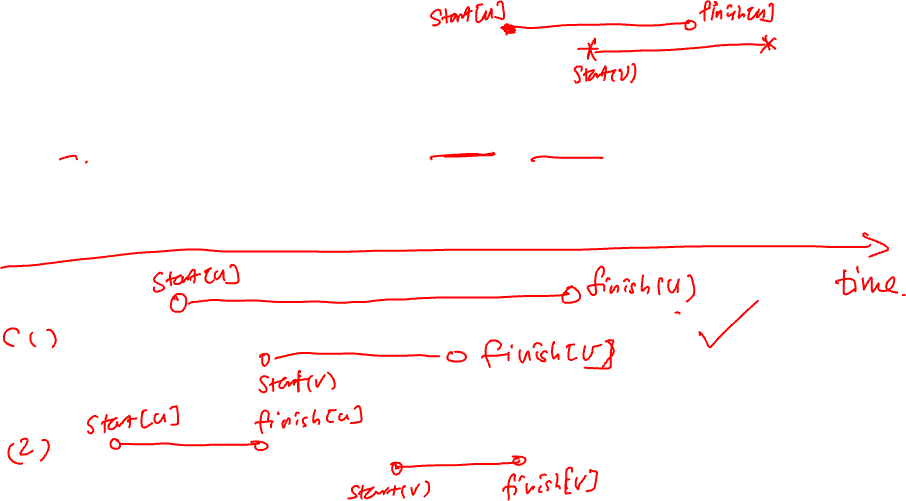 Start[u] finish[u]
Start(v)
Start[u] finish(u) time.
(1)
finish[v]
Start(v)
Start[u] finish[u]
(2)
Start(v) finish[v]